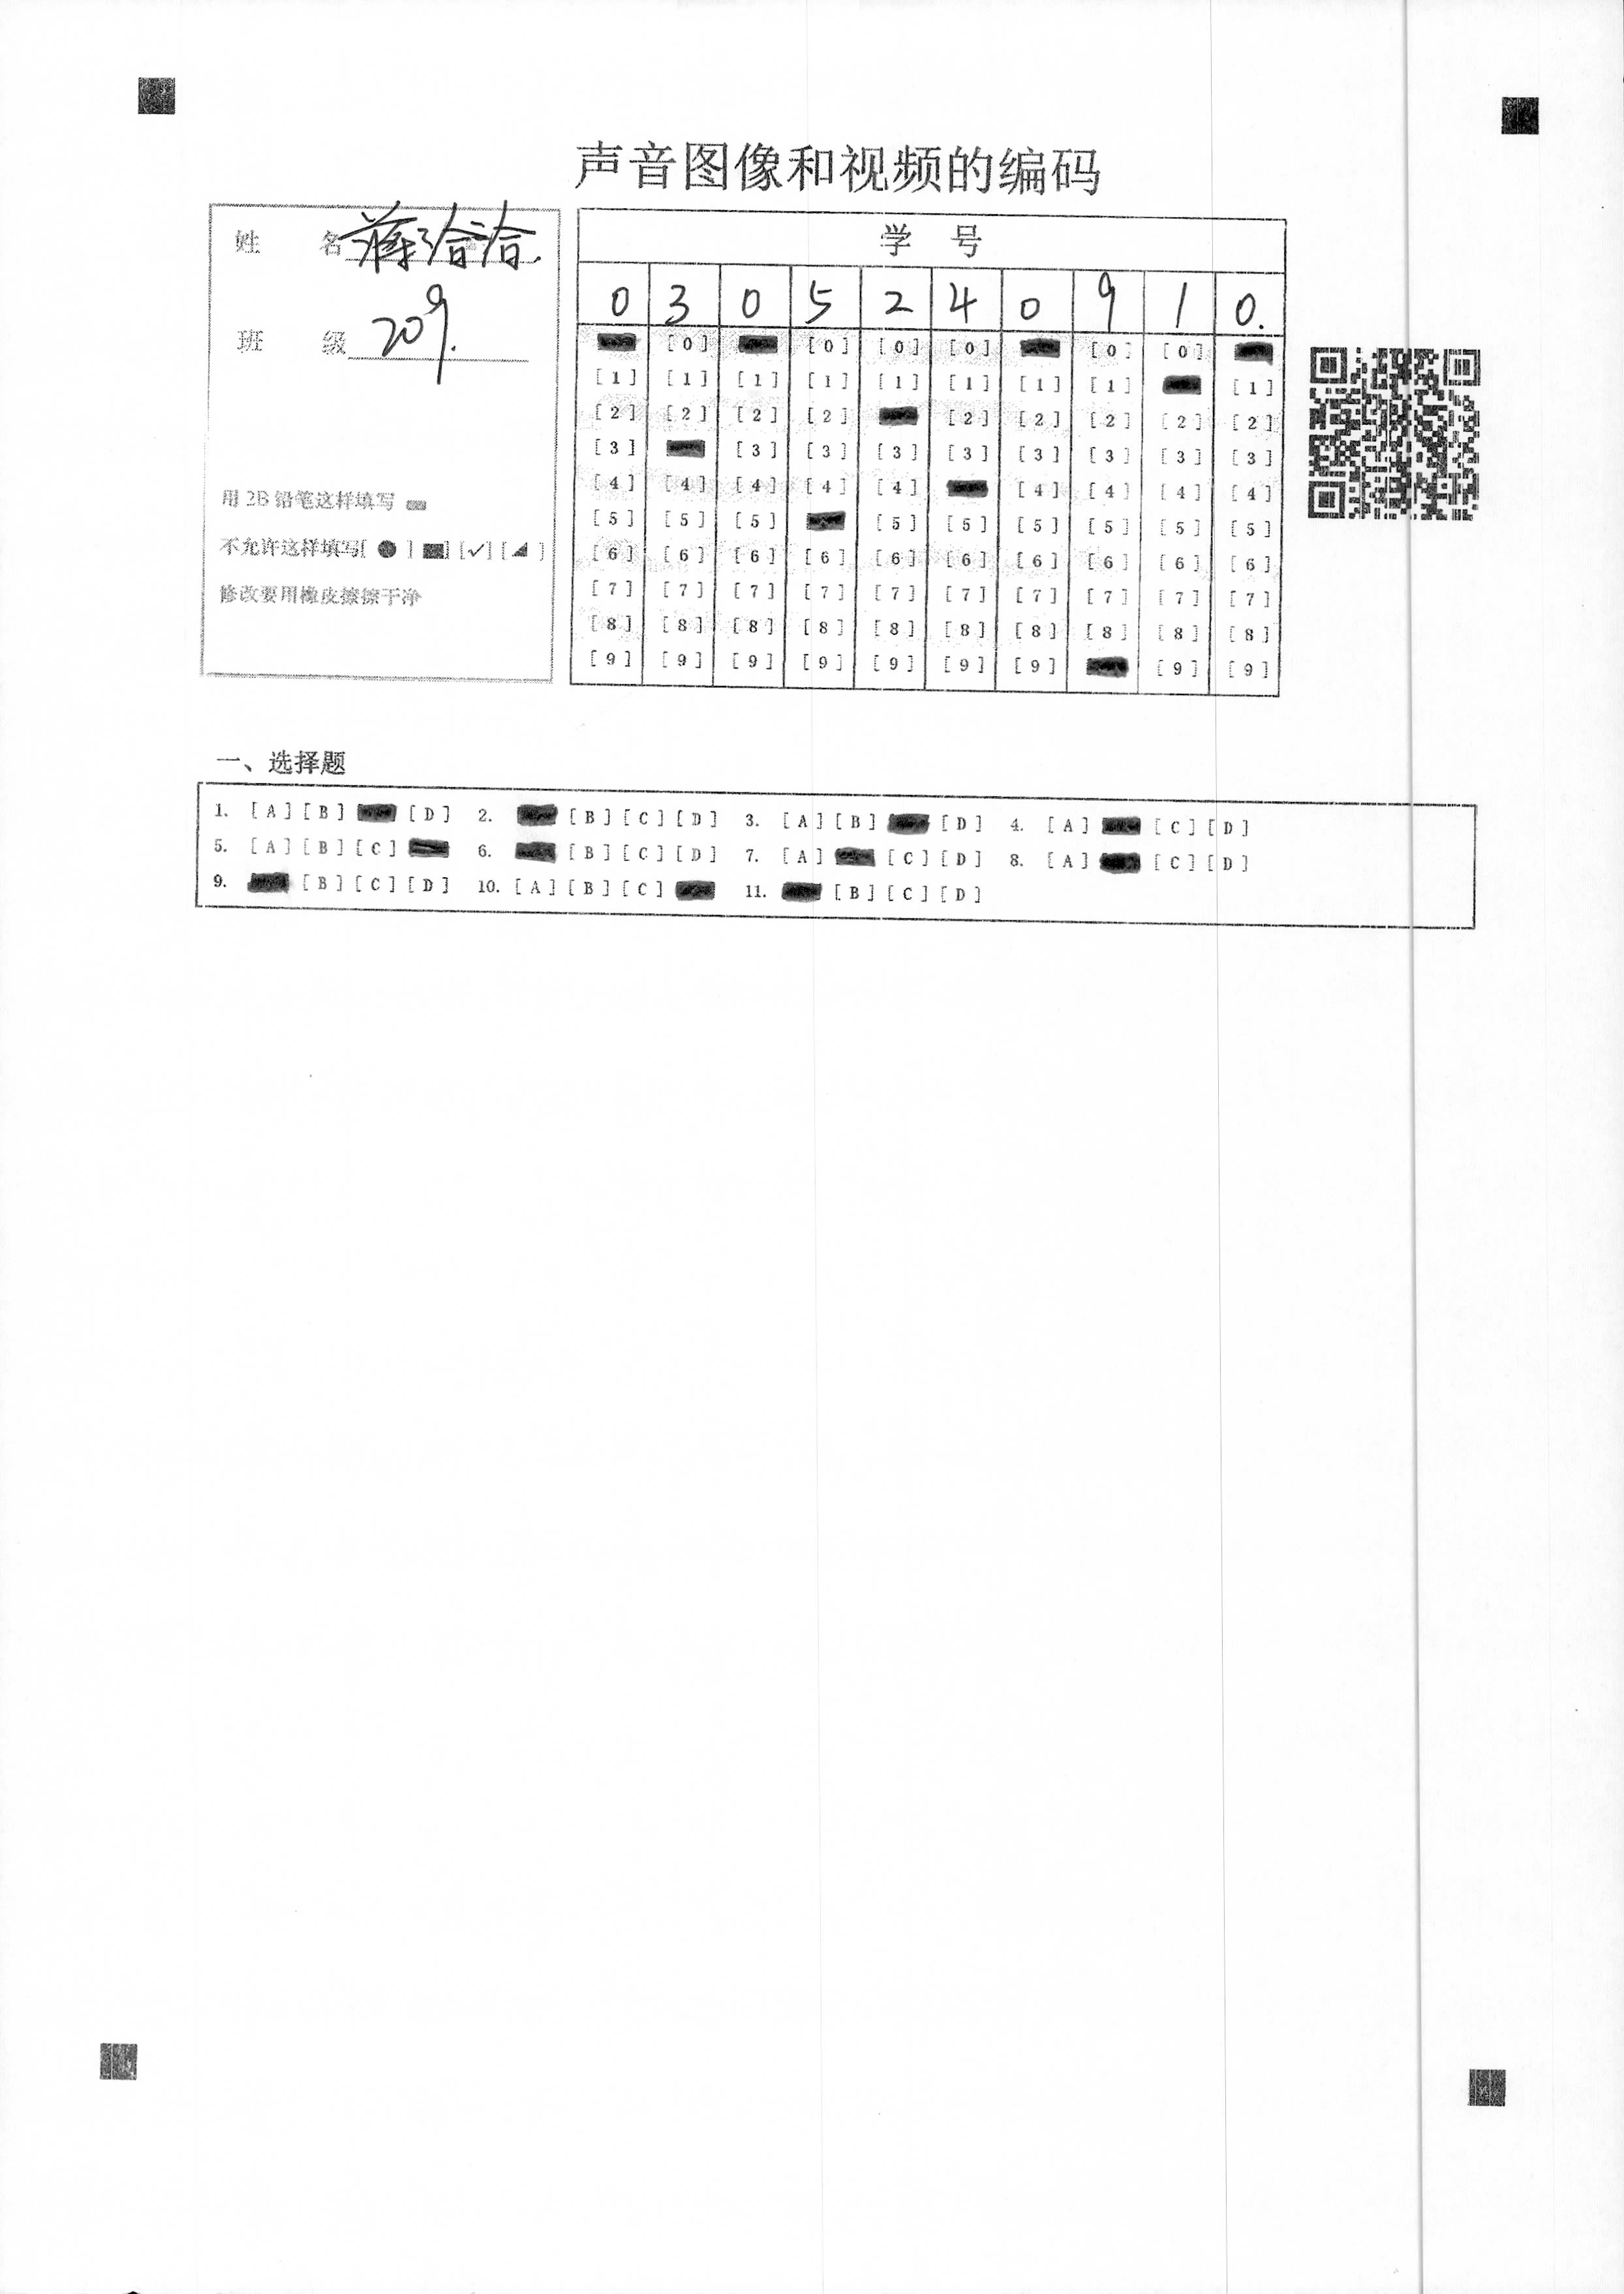 声音图像和视频的编码
姓 名 蒋洽洽.
班 级 209.
用2B铅笔这样填写
不允许这样填写[ ● ] [■] [✓] [◢ ]
修改要用橡皮擦擦干净
学 号
0 3 0 5 2 4 0 9 1 0.
[0] [0] [0] [0] [0] [0]
[1] [1] [1] [1] [1] [1] [1] [1] [1]
[2] [2] [2] [2] [2] [2] [2] [2] [2]
[3] [3] [3] [3] [3] [3] [3] [3] [3]
[4] [4] [4] [4] [4] [4] [4] [4] [4]
[5] [5] [5] [5] [5] [5] [5] [5] [5]
[6] [6] [6] [6] [6] [6] [6] [6] [6] [6]
[7] [7] [7] [7] [7] [7] [7] [7] [7] [7]
[8] [8] [8] [8] [8] [8] [8] [8] [8] [8]
[9] [9] [9] [9] [9] [9] [9] [9] [9]
一、选择题
1. [A] [B] [D] 2. [B] [C] [D] 3. [A] [B] [D] 4. [A] [C] [D]
5. [A] [B] [C] 6. [B] [C] [D] 7. [A] [C] [D] 8. [A] [C] [D]
9. [B] [C] [D] 10. [A] [B] [C] 11. [B] [C] [D]